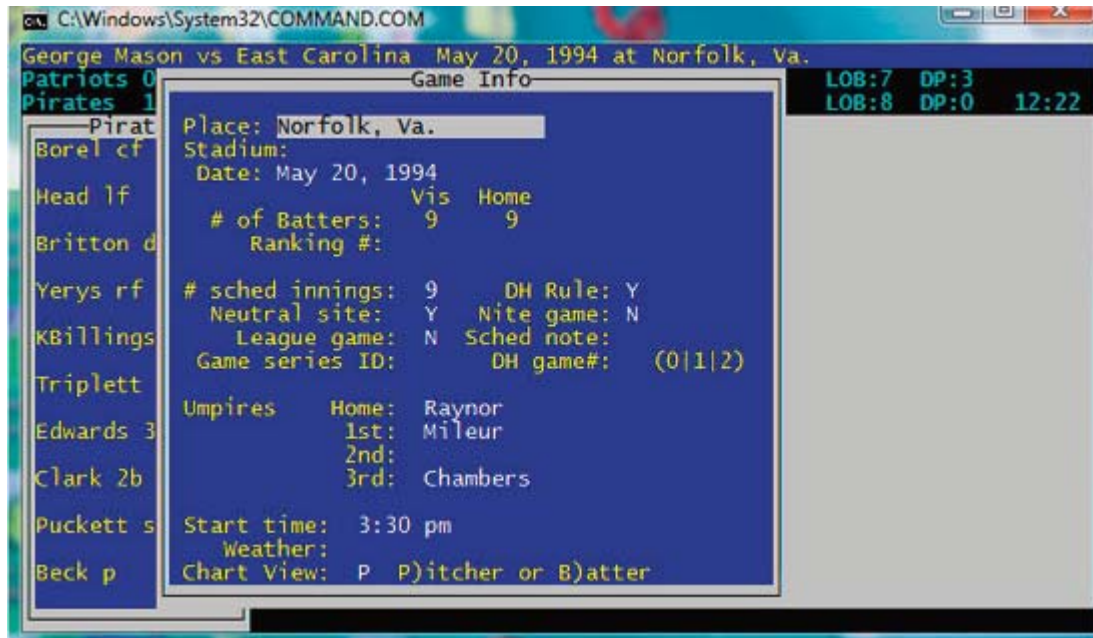 C:\Windows\System32\COMMAND.COM
George Mason vs East Carolina May 20, 1994 at Norfolk, Va.
Patriots 0 LOB:7 DP:3
Pirates 1 LOB:8 DP:0 12:22
Game Info
Pirat
Borel cf
Head lf
Britton d
Yerys rf
KBillings
Triplett
Edwards 3
Clark 2b
Puckett s
Beck p
Place: Norfolk, Va.
Stadium:
Date: May 20, 1994
Vis Home
# of Batters: 9 9
Ranking #:
# sched innings: 9 DH Rule: Y
Neutral site: Y Nite game: N
League game: N Sched note:
Game series ID: DH game#: (0|1|2)
Umpires Home: Raynor
1st: Mileur
2nd:
3rd: Chambers
Start time: 3:30 pm
Weather:
Chart View: P P)itcher or B)atter